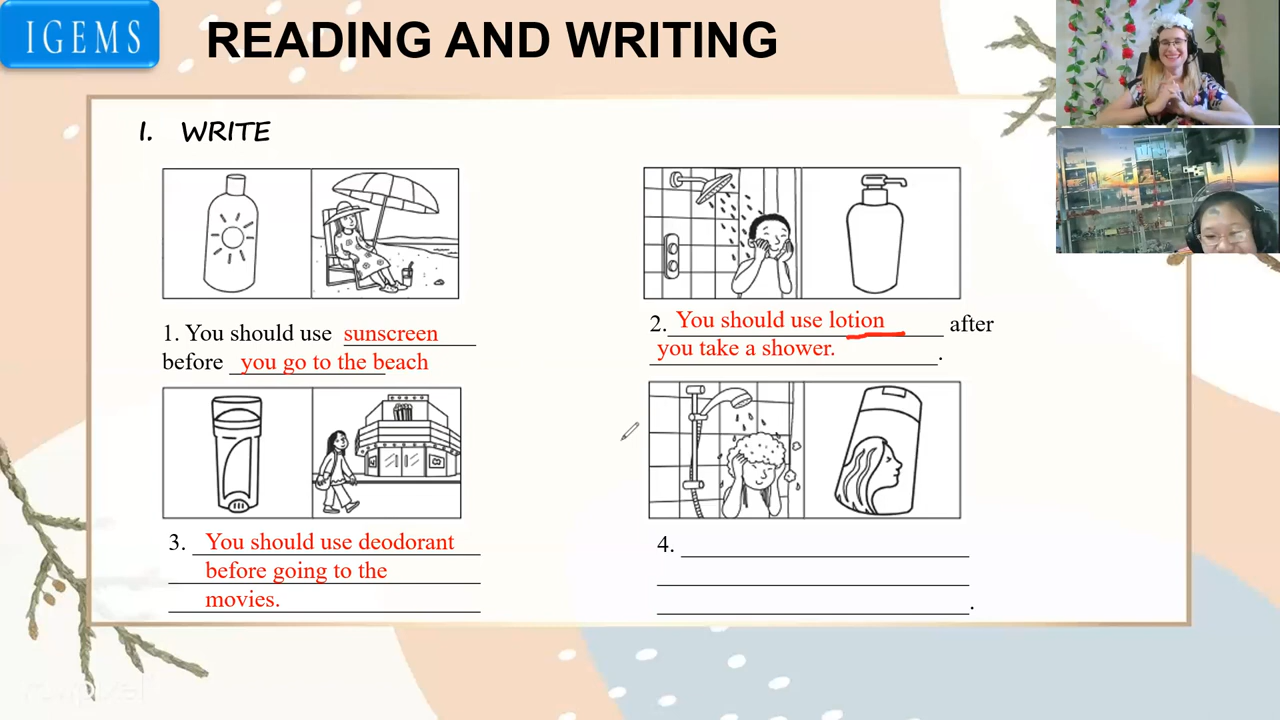 IGEMS
READING AND WRITING
I. WRITE
1. You should use sunscreen
before you go to the beach
2. You should use lotion after
you take a shower. .
3. You should use deodorant
before going to the
movies.
4.
.